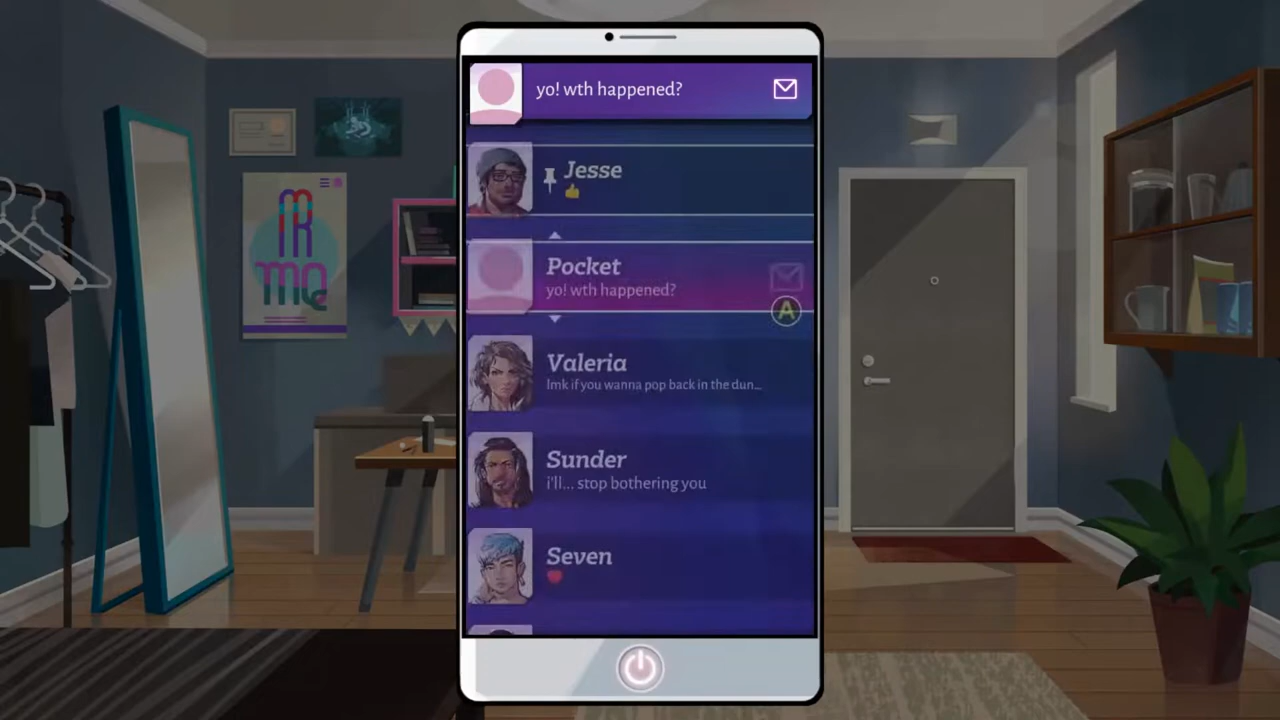 yo! wth happened?
Jesse
Pocket
yo! wth happened?
A
Valeria
lmk if you wanna pop back in the dun...
Sunder
i'll... stop bothering you
Seven